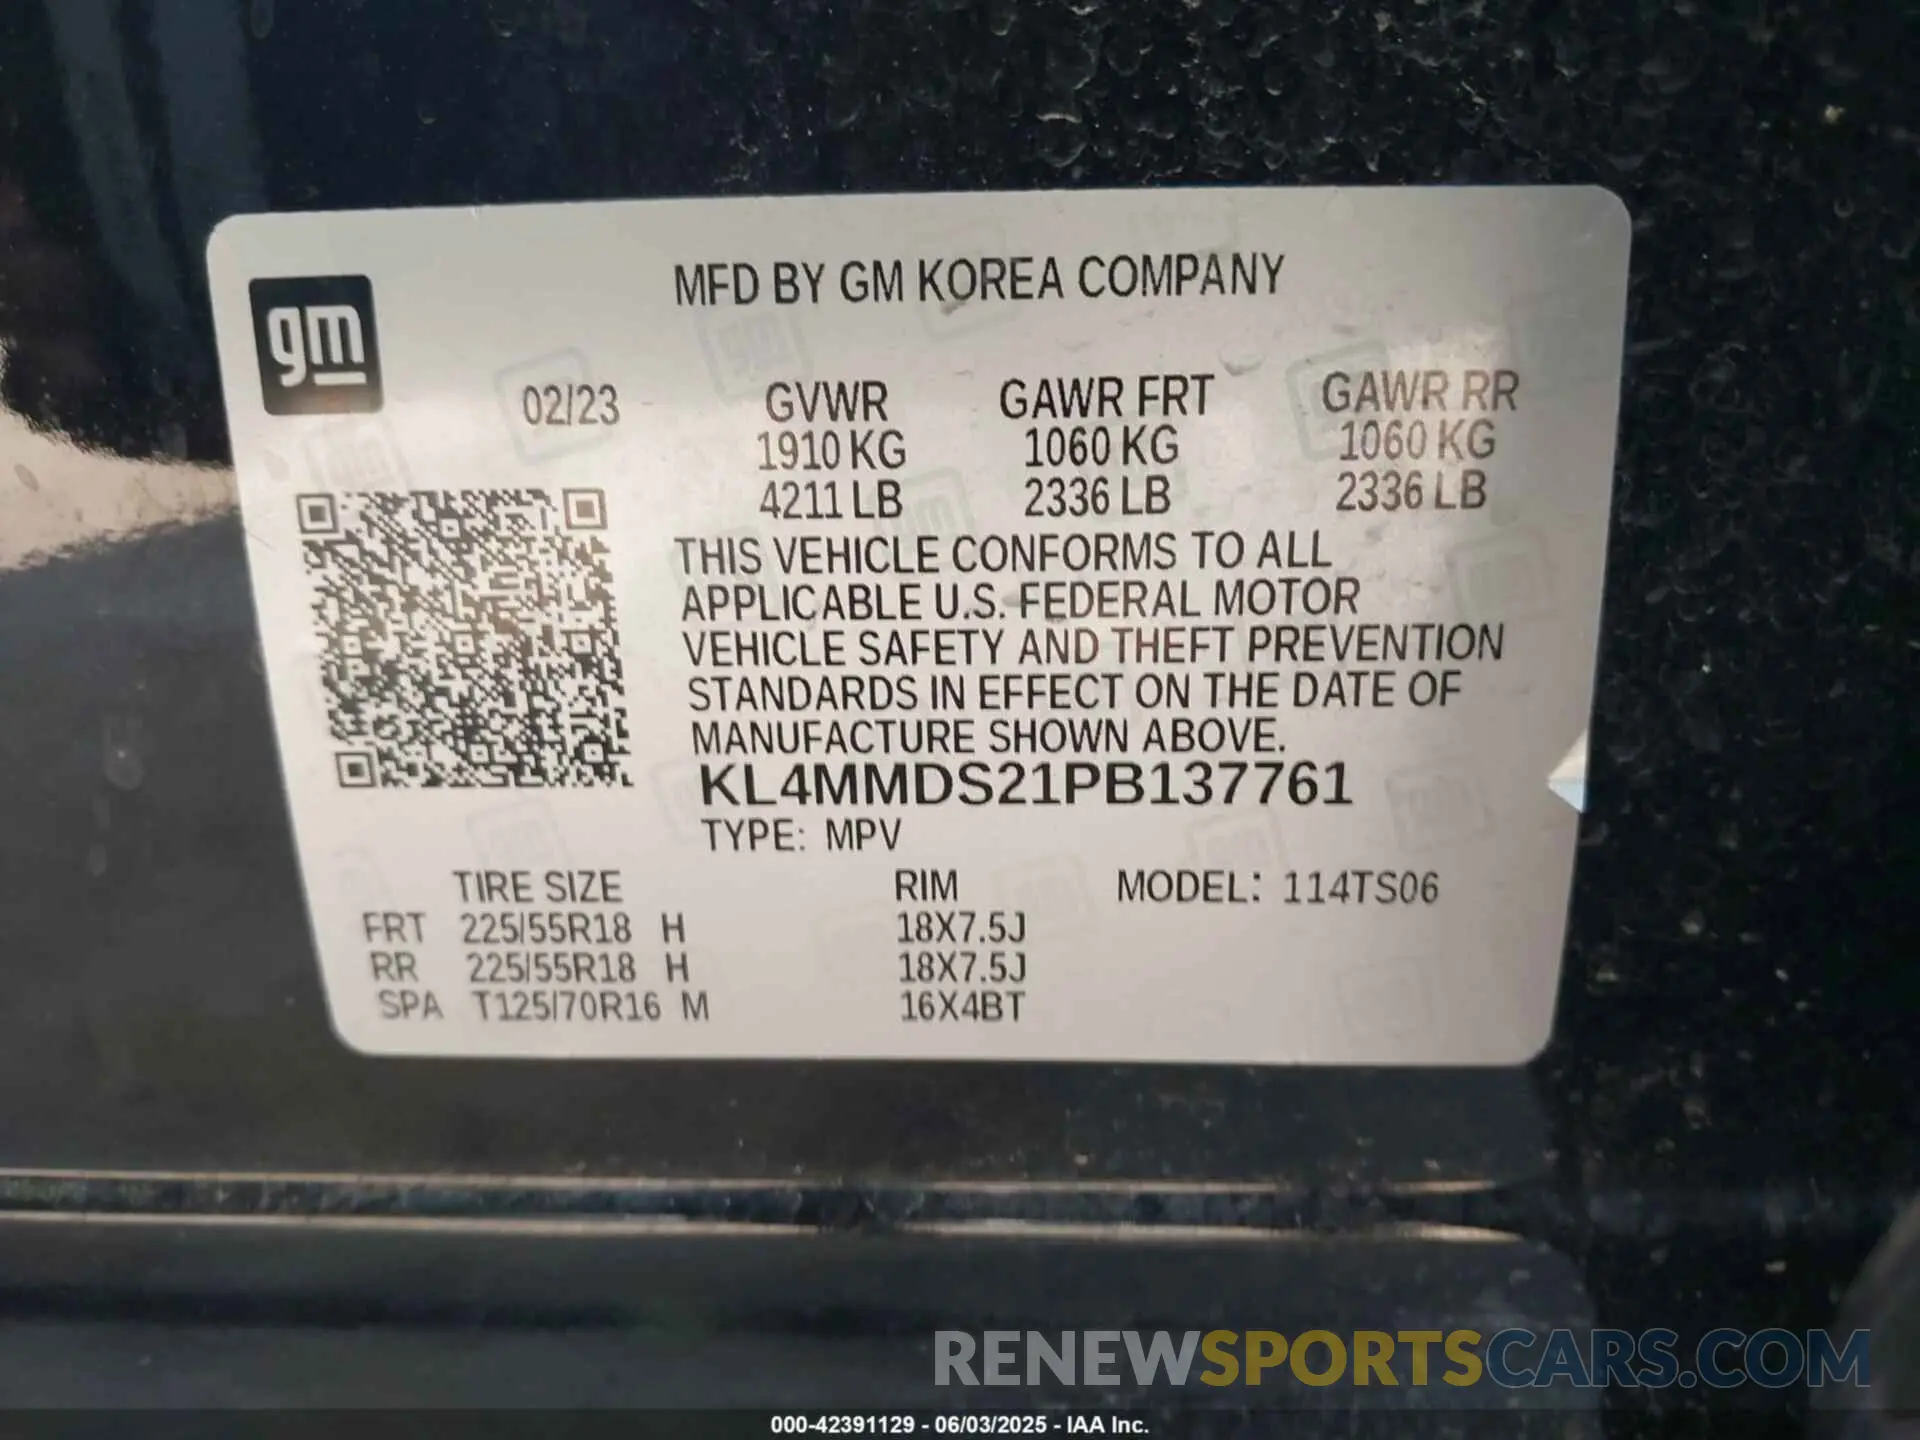 MFD BY GM KOREA COMPANY
gm
02/23 GVWR GAWR FRT GAWR RR
1910 KG 1060 KG 1060 KG
4211 LB 2336 LB 2336 LB
THIS VEHICLE CONFORMS TO ALL
APPLICABLE U.S. FEDERAL MOTOR
VEHICLE SAFETY AND THEFT PREVENTION
STANDARDS IN EFFECT ON THE DATE OF
MANUFACTURE SHOWN ABOVE.
KL4MMDS21PB137761
TYPE: MPV
TIRE SIZE RIM MODEL: 114TS06
FRT 225/55R18 H 18X7.5J
RR 225/55R18 H 18X7.5J
SPA T125/70R16 M 16X4BT
RENEWSPORTSCARS.COM
000-42391129 - 06/03/2025 - IAA Inc.